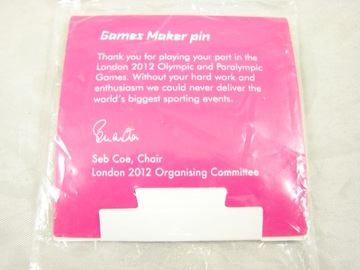 Games Maker pin
Thank you for playing your part in the
London 2012 Olympic and Paralympic
Games. Without your hard work and
enthusiasm we could never deliver the
world's biggest sporting events.
Seb Coe, Chair
London 2012 Organising Committee